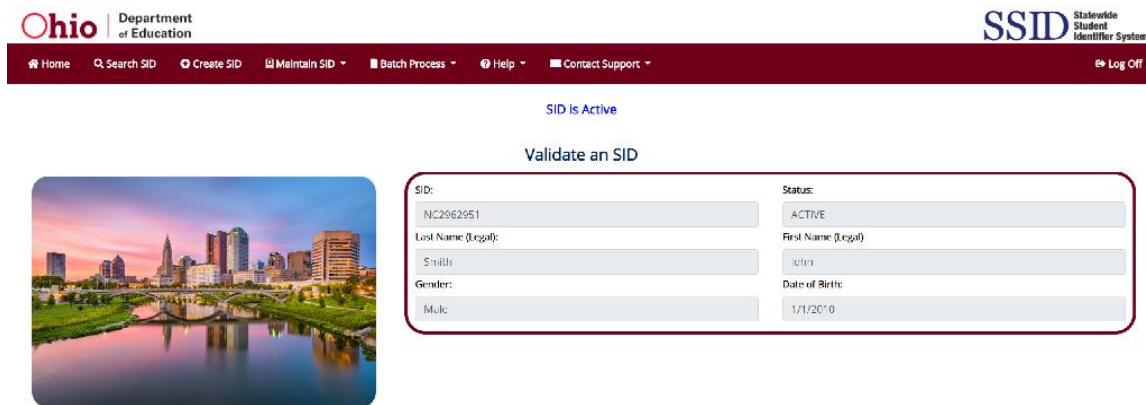 Ohio Department of Education
SSID Statewide Student Identifier System
Home Search SID Create SID Maintain SID Batch Process Help Contact Support Log Off
SID is Active
Validate an SID
SID: Status:
NC2962951 ACTIVE
Last Name (Legal): First Name (Legal)
Smith John
Gender: Date of Birth:
Male 1/1/2010